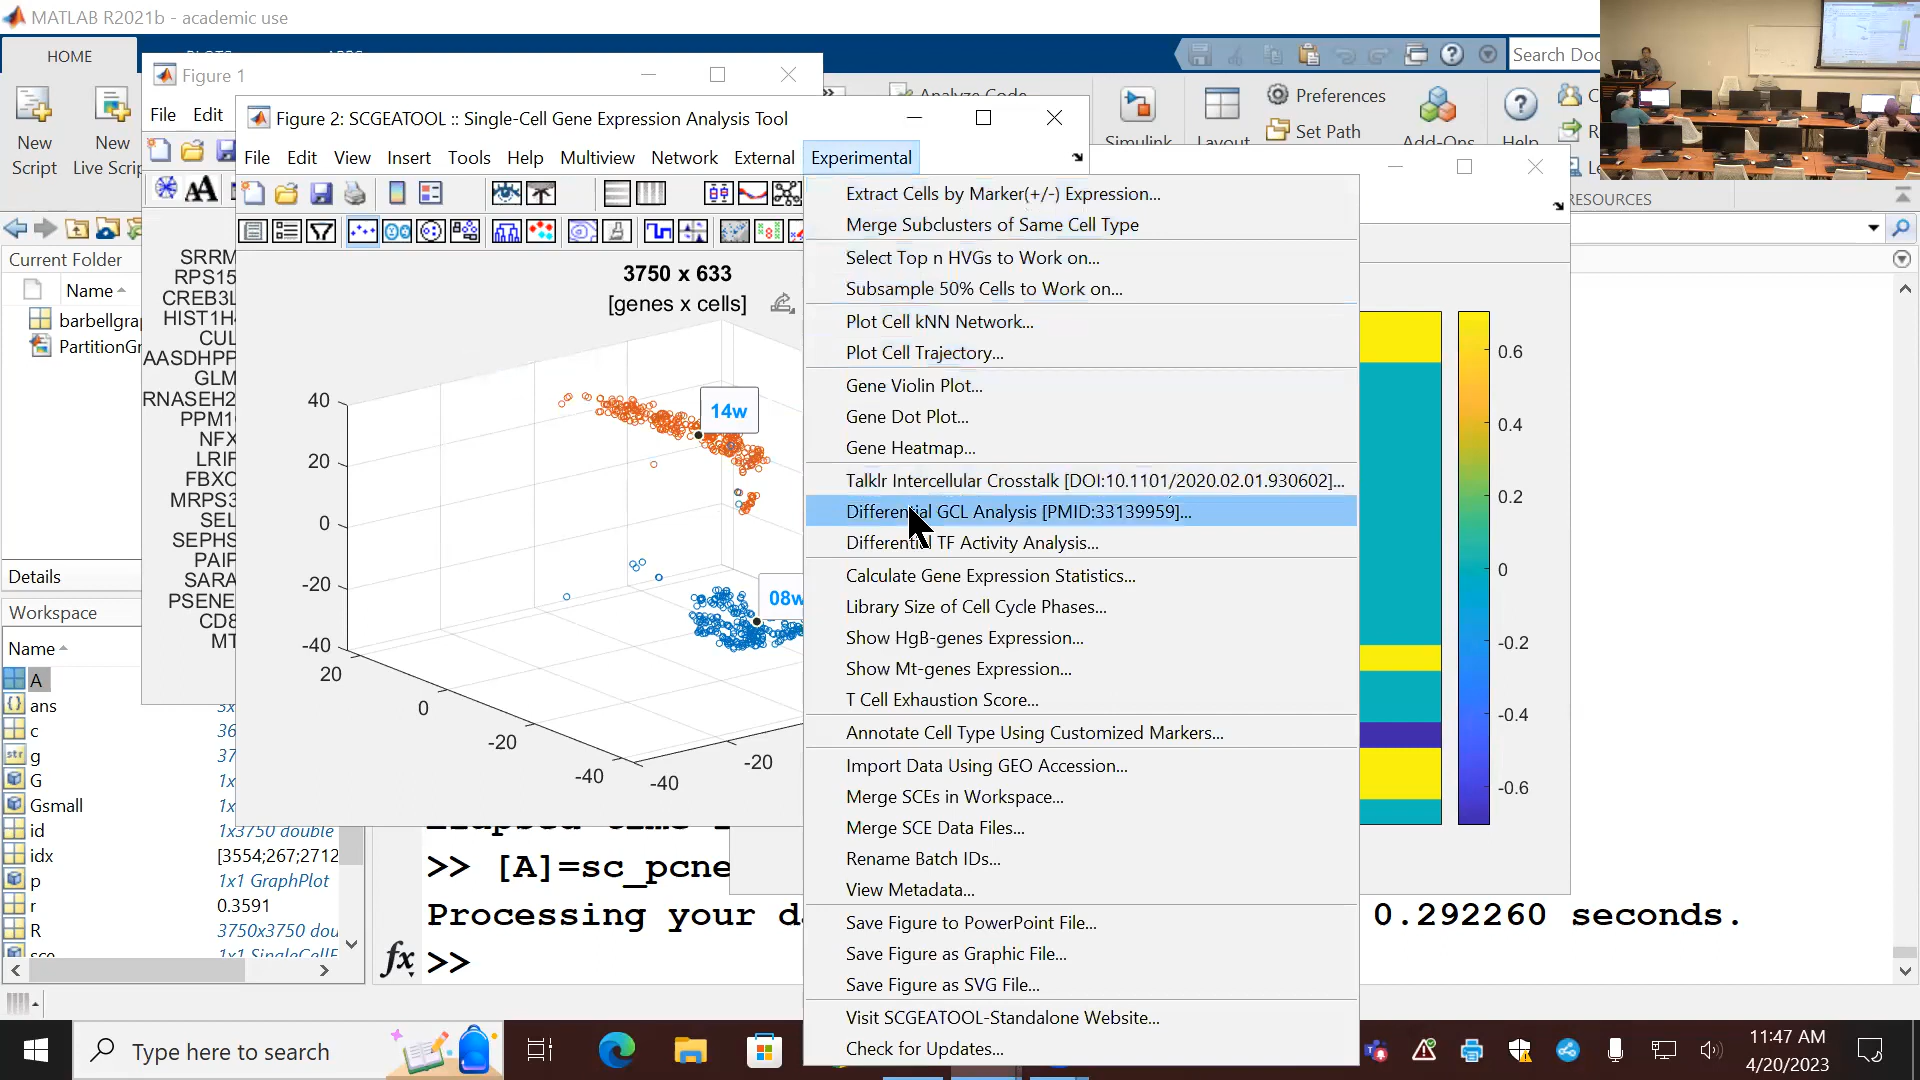 MATLAB R2021b - academic use
HOME
Search Doc
Figure 1
New
Script
New
Live Scrip
File Edit
Analyze Code
Preferences
Set Path
Simulink
Layout
Add-Ons
Help
RESOURCES
Figure 2: SCGEATOOL :: Single-Cell Gene Expression Analysis Tool
File Edit View Insert Tools Help Multiview Network External Experimental
Current Folder
Name
barbellgra
PartitionGr
Details
Workspace
Name
A
ans
c
g
G
Gsmall
id
idx
p
r
R
sce
36
37
1x
1x
1x3750 double
[3554;267;2712
1x1 GraphPlot
0.3591
3750x3750 dou
SRRM
RPS15
CREB3L
HIST1H
CUL
AASDHPP
GLM
RNASEH2
PPM1
NFX
LRIF
FBXO
MRPS3
SEL
SEPHS
PAIP
SARA
PSENE
CD8
MT
3750 x 633
[genes x cells]
40
20
0
-20
-40
20
0
-20
-40
-40
-20
14w
08w
Extract Cells by Marker(+/-) Expression...
Merge Subclusters of Same Cell Type
Select Top n HVGs to Work on...
Subsample 50% Cells to Work on...
Plot Cell kNN Network...
Plot Cell Trajectory...
Gene Violin Plot...
Gene Dot Plot...
Gene Heatmap...
Talklr Intercellular Crosstalk [DOI:10.1101/2020.02.01.930602]...
Differential GCL Analysis [PMID:33139959]...
Differential TF Activity Analysis...
Calculate Gene Expression Statistics...
Library Size of Cell Cycle Phases...
Show HgB-genes Expression...
Show Mt-genes Expression...
T Cell Exhaustion Score...
Annotate Cell Type Using Customized Markers...
Import Data Using GEO Accession...
Merge SCEs in Workspace...
Merge SCE Data Files...
Rename Batch IDs...
View Metadata...
Save Figure to PowerPoint File...
Save Figure as Graphic File...
Save Figure as SVG File...
Visit SCGEATOOL-Standalone Website...
Check for Updates...
0.6
0.4
0.2
0
-0.2
-0.4
-0.6
>> [A]=sc_pcne
Processing your d
0.292260 seconds.
fx >>
Type here to search
11:47 AM
4/20/2023